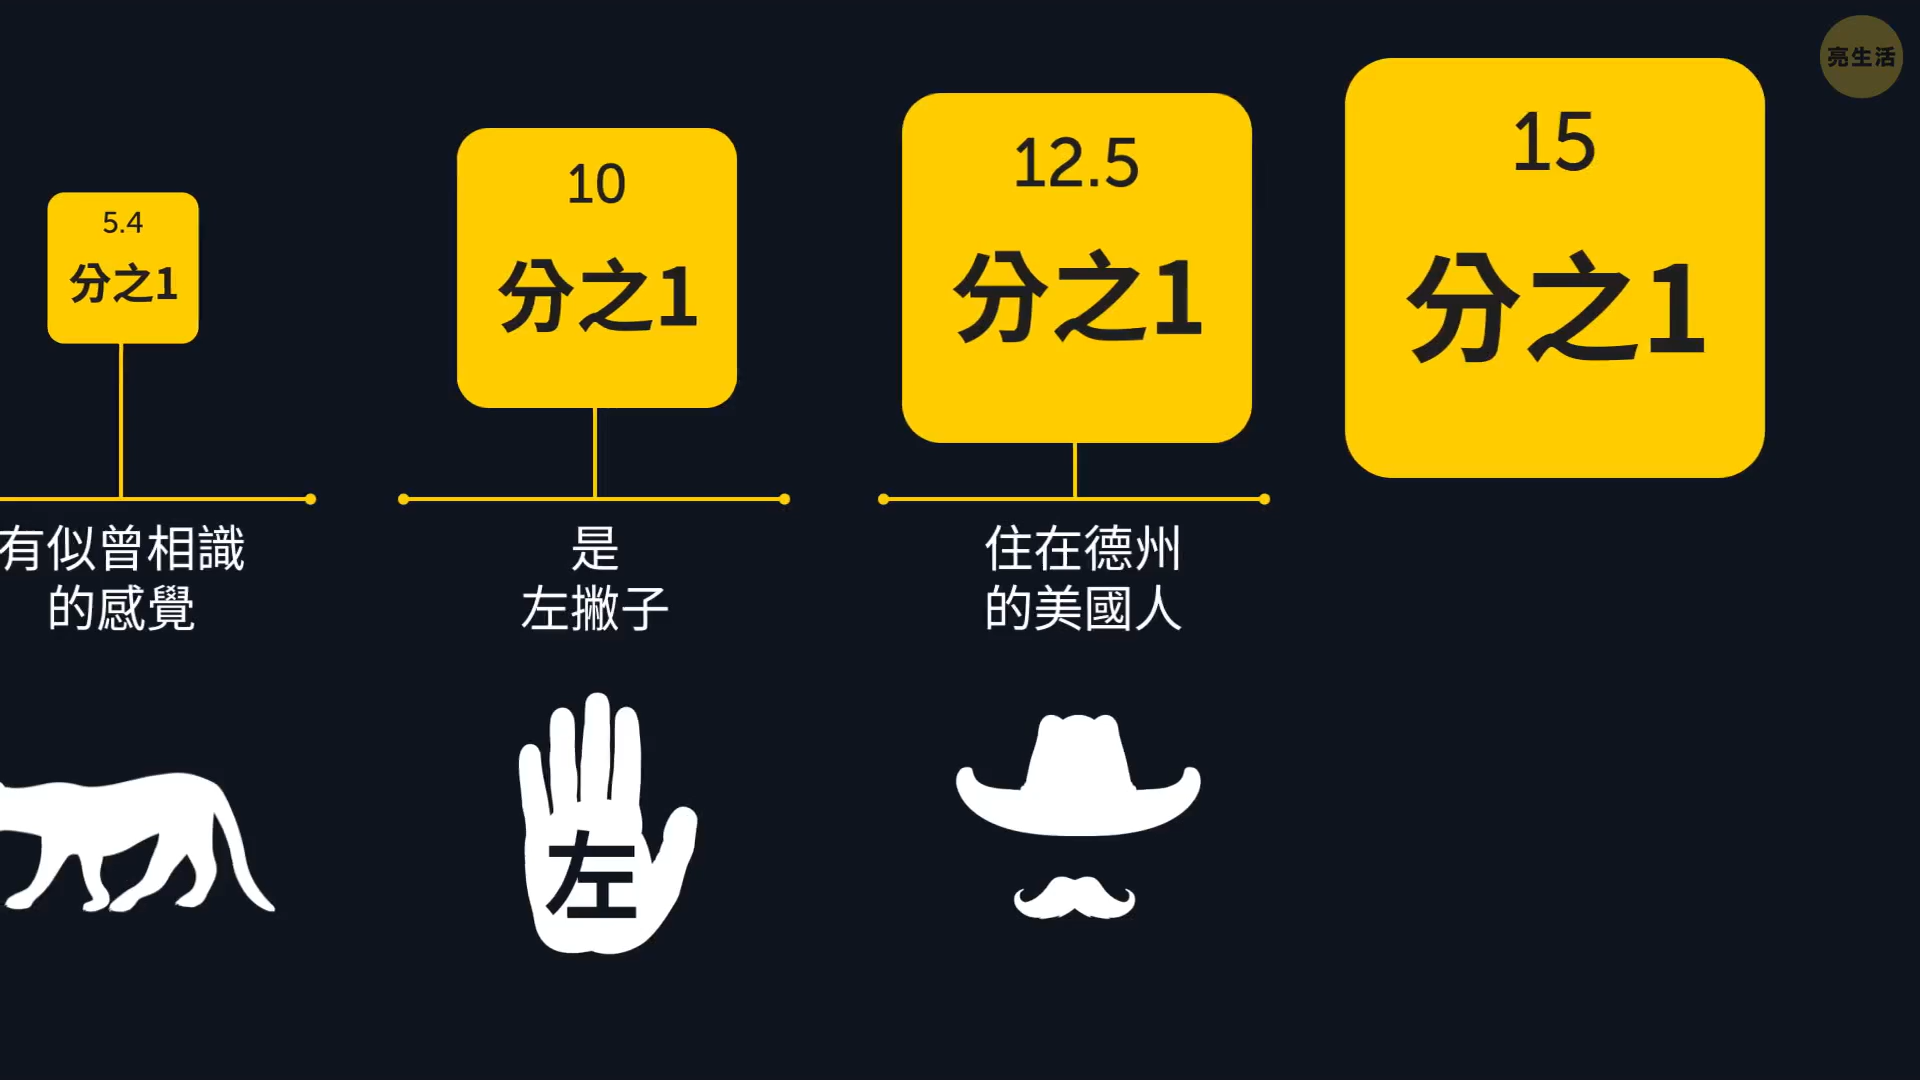 亮生活
5.4
分之1
有似曾相識
的感覺
10
分之1
是
左撇子
左
12.5
分之1
住在德州
的美國人
15
分之1